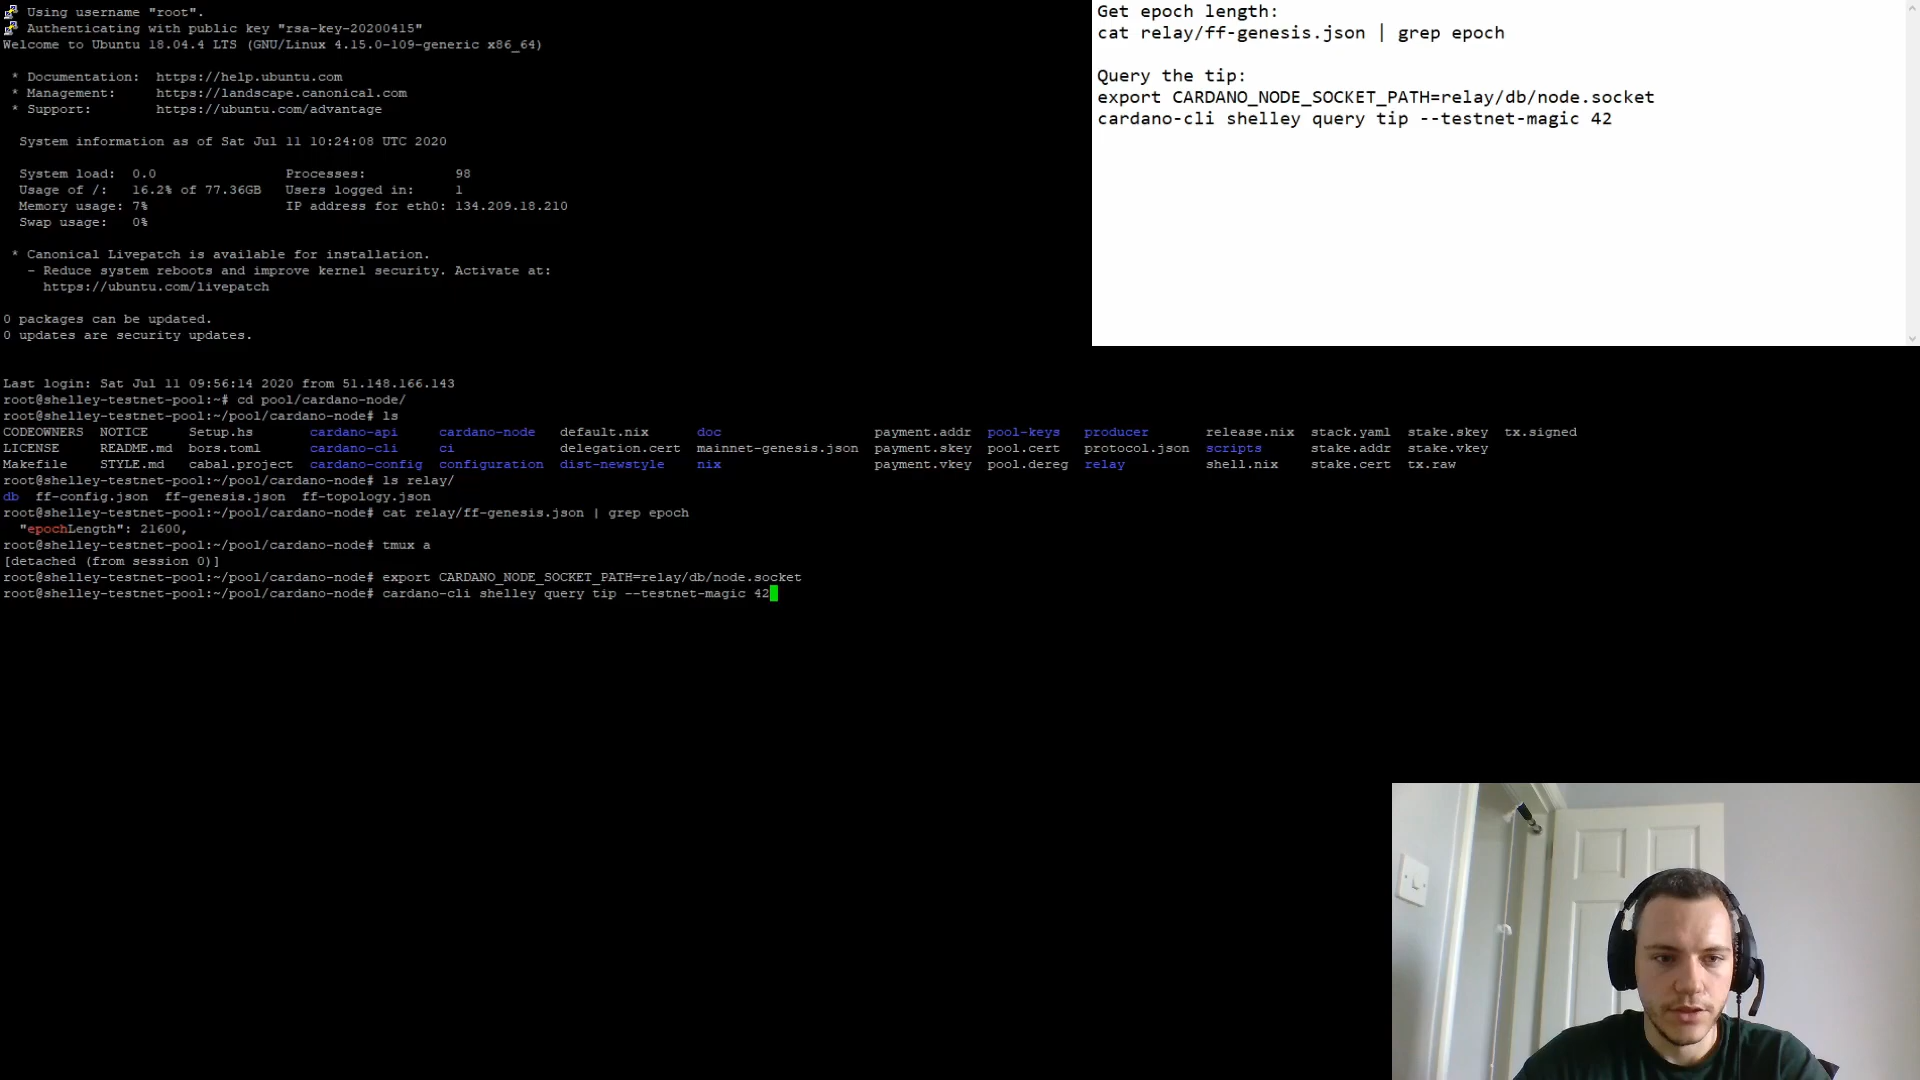 Using username "root".
Authenticating with public key "rsa-key-20200415"
Welcome to Ubuntu 18.04.4 LTS (GNU/Linux 4.15.0-109-generic x86_64)
* Documentation:  https://help.ubuntu.com
* Management:     https://landscape.canonical.com
* Support:        https://ubuntu.com/advantage
System information as of Sat Jul 11 10:24:08 UTC 2020
System load:  0.0                Processes:           98
Usage of /:   16.2% of 77.36GB   Users logged in:     1
Memory usage: 7%                 IP address for eth0: 134.209.18.210
Swap usage:   0%
* Canonical Livepatch is available for installation.
- Reduce system reboots and improve kernel security. Activate at:
https://ubuntu.com/livepatch
0 packages can be updated.
0 updates are security updates.
Last login: Sat Jul 11 09:56:14 2020 from 51.148.166.143
root@shelley-testnet-pool:~# cd pool/cardano-node/
root@shelley-testnet-pool:~/pool/cardano-node# ls
CODEOWNERS  NOTICE     Setup.hs       cardano-api     cardano-node   default.nix      doc                   payment.addr  pool-keys   producer       release.nix  stack.yaml  stake.skey  tx.signed
LICENSE     README.md  bors.toml      cardano-cli     ci             delegation.cert  mainnet-genesis.json  payment.skey  pool.cert   protocol.json  scripts      stake.addr  stake.vkey
Makefile    STYLE.md   cabal.project  cardano-config  configuration  dist-newstyle    nix                   payment.vkey  pool.dereg  relay          shell.nix    stake.cert  tx.raw
root@shelley-testnet-pool:~/pool/cardano-node# ls relay/
db  ff-config.json  ff-genesis.json  ff-topology.json
root@shelley-testnet-pool:~/pool/cardano-node# cat relay/ff-genesis.json | grep epoch
"epochLength": 21600,
root@shelley-testnet-pool:~/pool/cardano-node# tmux a
[detached (from session 0)]
root@shelley-testnet-pool:~/pool/cardano-node# export CARDANO_NODE_SOCKET_PATH=relay/db/node.socket
root@shelley-testnet-pool:~/pool/cardano-node# cardano-cli shelley query tip --testnet-magic 42
Get epoch length:
cat relay/ff-genesis.json | grep epoch
Query the tip:
export CARDANO_NODE_SOCKET_PATH=relay/db/node.socket
cardano-cli shelley query tip --testnet-magic 42